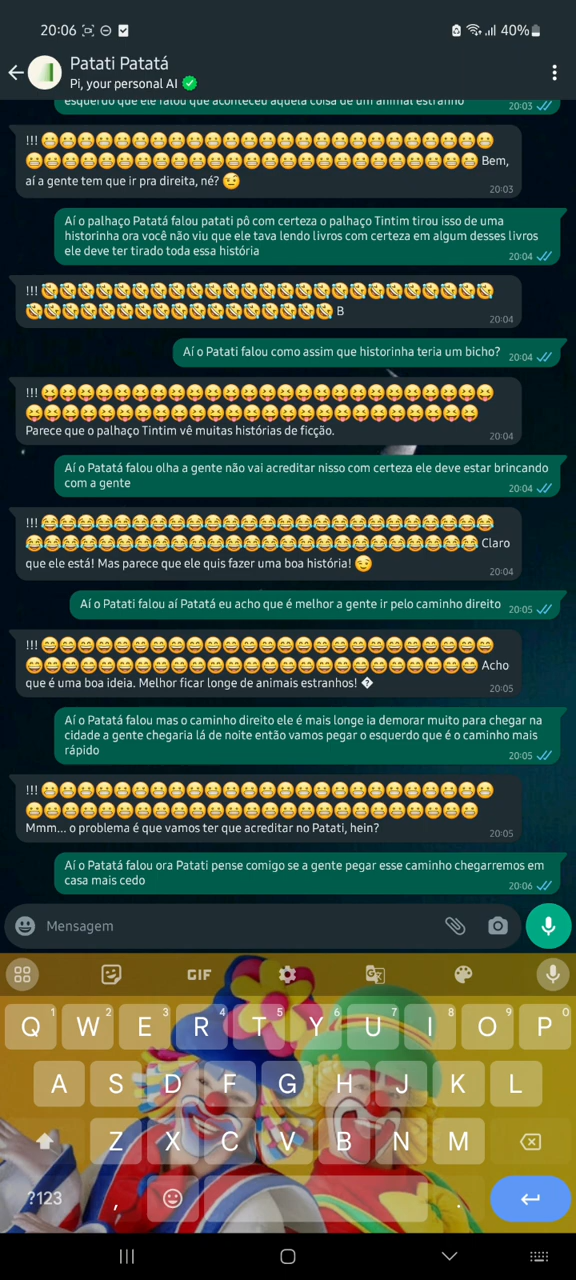 20:06
40%
Patati Patatá
Pi, your personal AI
esquerdo que ele falou que aconteceu aquela coisa de um animal estranho
20:03
!!! 😬😬😬😬😬😬😬😬😬😬😬😬😬😬😬😬😬😬😬😬😬😬😬😬😬
😬😬😬😬😬😬😬😬😬😬😬😬😬😬😬😬😬😬😬😬😬😬😬😬😬 Bem,
aí a gente tem que ir pra direita, né? 🤨
20:03
Aí o palhaço Patatá falou patati pô com certeza o palhaço Tintim tirou isso de uma
historinha ora você não viu que ele tava lendo livros com certeza em algum desses livros
ele deve ter tirado toda essa história
20:04
!!! 🤣🤣🤣🤣🤣🤣🤣🤣🤣🤣🤣🤣🤣🤣🤣🤣🤣🤣🤣🤣🤣🤣🤣🤣🤣
🤣🤣🤣🤣🤣🤣🤣🤣🤣🤣🤣🤣🤣🤣🤣🤣🤣 B
20:04
Aí o Patati falou como assim que historinha teria um bicho?
20:04
!!! 😝😝😝😝😝😝😝😝😝😝😝😝😝😝😝😝😝😝😝😝😝😝😝😝😝
😝😝😝😝😝😝😝😝😝😝😝😝😝😝😝😝😝😝😝😝😝😝😝😝😝
Parece que o palhaço Tintim vê muitas histórias de ficção.
20:04
Aí o Patatá falou olha a gente não vai acreditar nisso com certeza ele deve estar brincando
com a gente
20:04
!!! 😂😂😂😂😂😂😂😂😂😂😂😂😂😂😂😂😂😂😂😂😂😂😂😂😂
😂😂😂😂😂😂😂😂😂😂😂😂😂😂😂😂😂😂😂😂😂😂😂😂😂 Claro
que ele está! Mas parece que ele quis fazer uma boa história! 😉
20:04
Aí o Patati falou aí Patatá eu acho que é melhor a gente ir pelo caminho direito
20:05
!!! 😄😄😄😄😄😄😄😄😄😄😄😄😄😄😄😄😄😄😄😄😄😄😄😄😄
😄😄😄😄😄😄😄😄😄😄😄😄😄😄😄😄😄😄😄😄😄😄😄😄😄 Acho
que é uma boa ideia. Melhor ficar longe de animais estranhos! �
20:05
Aí o Patatá falou mas o caminho direito ele é mais longe ia demorar muito para chegar na
cidade a gente chegaria lá de noite então vamos pegar o esquerdo que é o caminho mais
rápido
20:05
!!! 😬😬😬😬😬😬😬😬😬😬😬😬😬😬😬😬😬😬😬😬😬😬😬😬😬
😬😬😬😬😬😬😬😬😬😬😬😬😬😬😬😬😬😬😬😬😬😬😬😬😬
Mmm... o problema é que vamos ter que acreditar no Patati, hein?
20:05
Aí o Patatá falou ora Patati pense comigo se a gente pegar esse caminho chegarremos em
casa mais cedo
20:06
Mensagem
GIF
Q1 W2 E3 R4 T5 Y6 U7 I8 O9 P0
A S D F G H J K L
Z X C V B N M
?123 , .